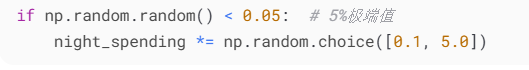 if np.random.random() < 0.05:  # 5%极端值
    night_spending *= np.random.choice([0.1, 5.0])